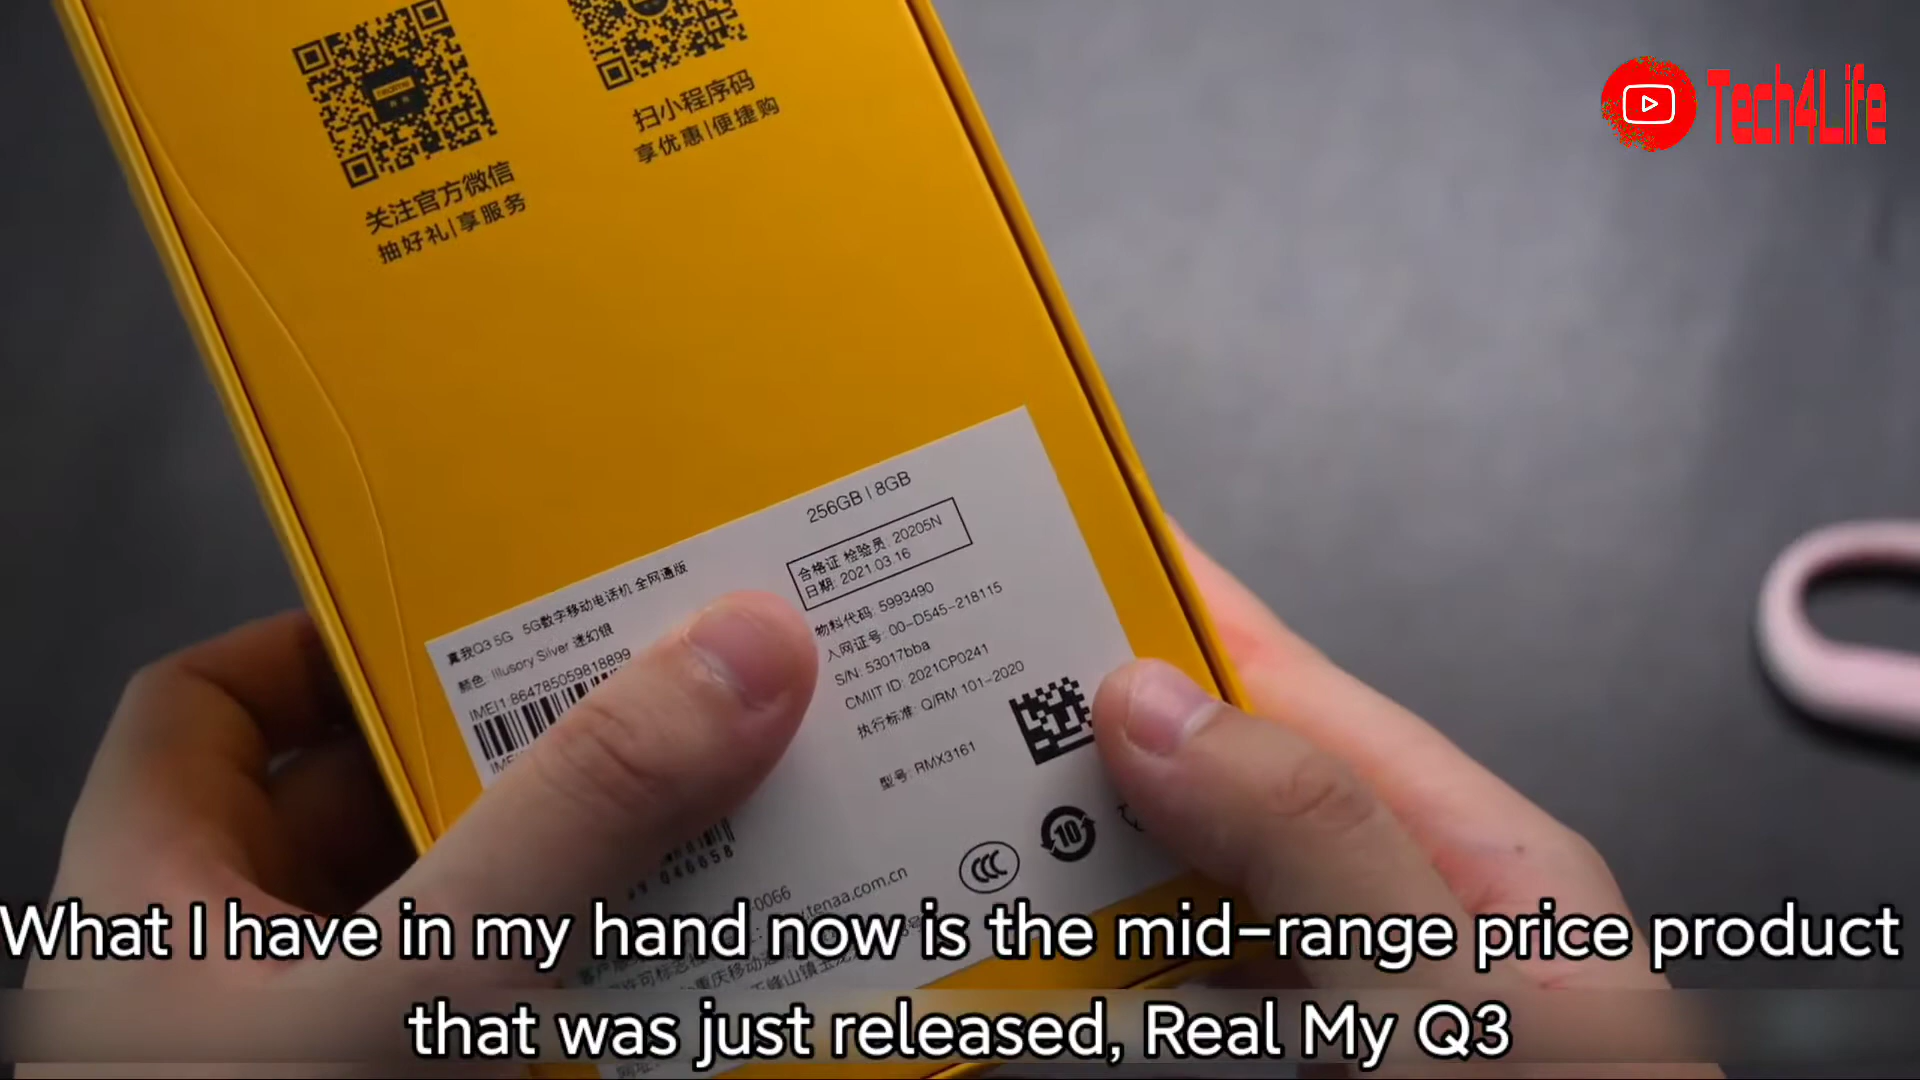 realme
Tech4Life
扫小程序码
享优惠|便捷购
关注官方微信
抽好礼|享服务
256GB | 8GB
合格证 检验员: 20205N
日期: 2021.03.16
真我Q3 5G 5G数字移动电话机 全网通版
颜色: Illusory Silver 迷幻银
IMEI1:864785059818899
物料代码: 5993490
入网证号: 00-D545-218115
S/N: 53017bba
CMIIT ID: 2021CP0241
执行标准: Q/RM 101-2020
型号: RMX3161
10
tenaa.com.cn
What I have in my hand now is the mid-range price product
that was just released, Real My Q3